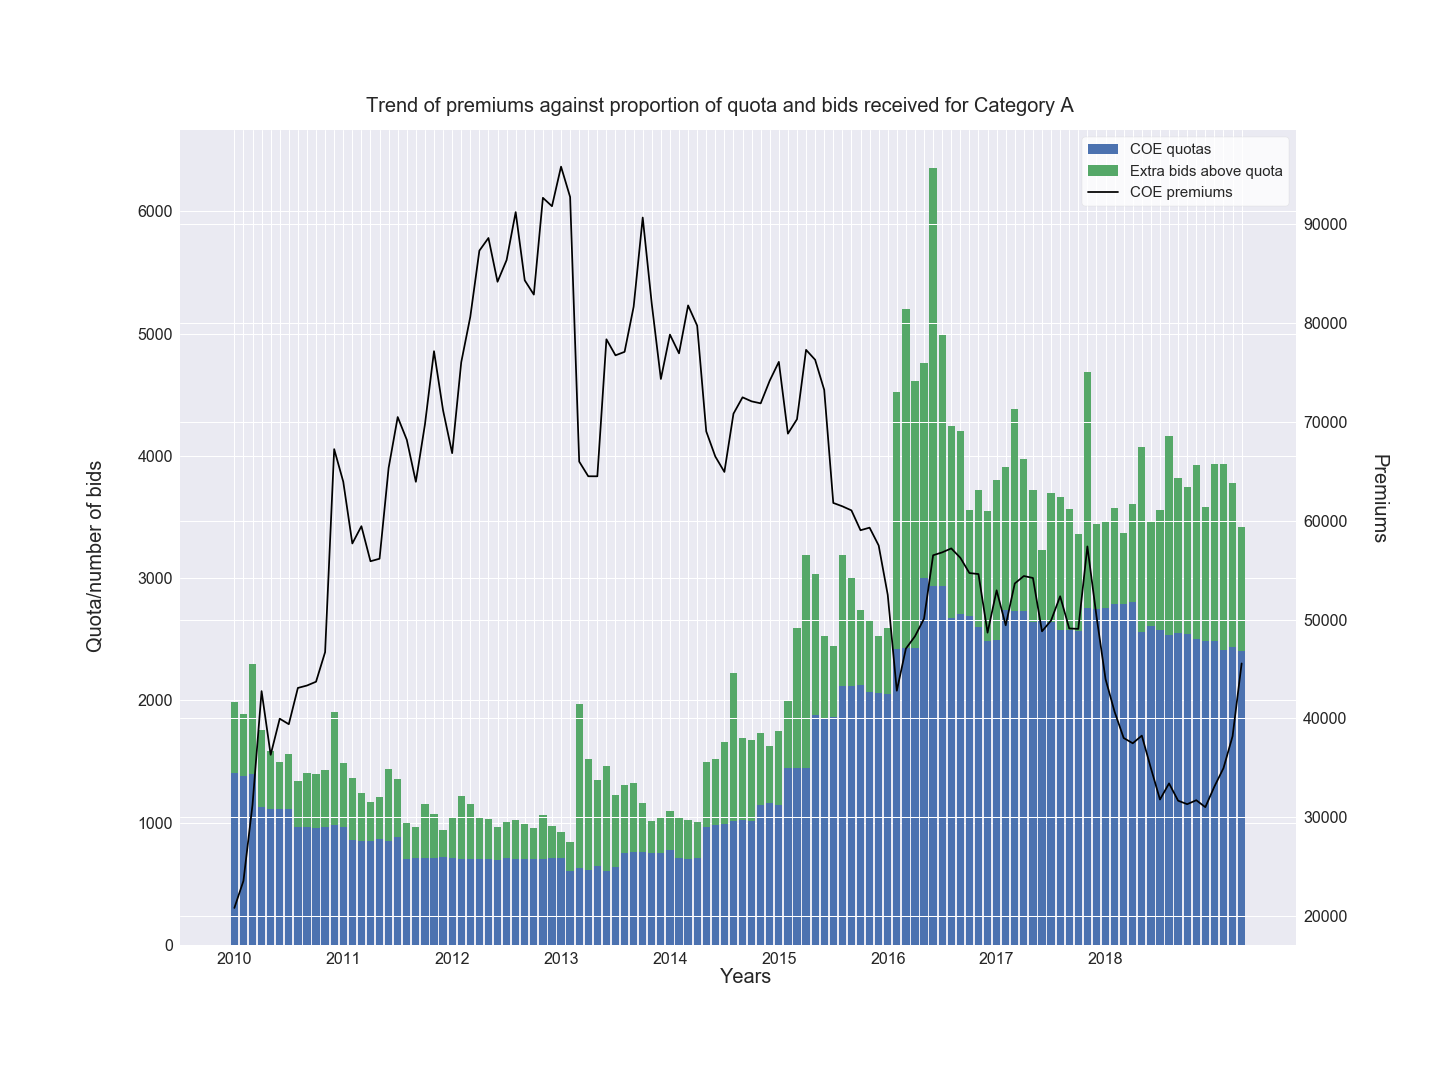 Trend of premiums against proportion of quota and bids received for Category A
COE quotas
Extra bids above quota
COE premiums
Quota/number of bids
6000
5000
4000
3000
2000
1000
0
90000
80000
70000
60000
50000
40000
30000
20000
Premiums
2010 2011 2012 2013 2014 2015 2016 2017 2018
Years